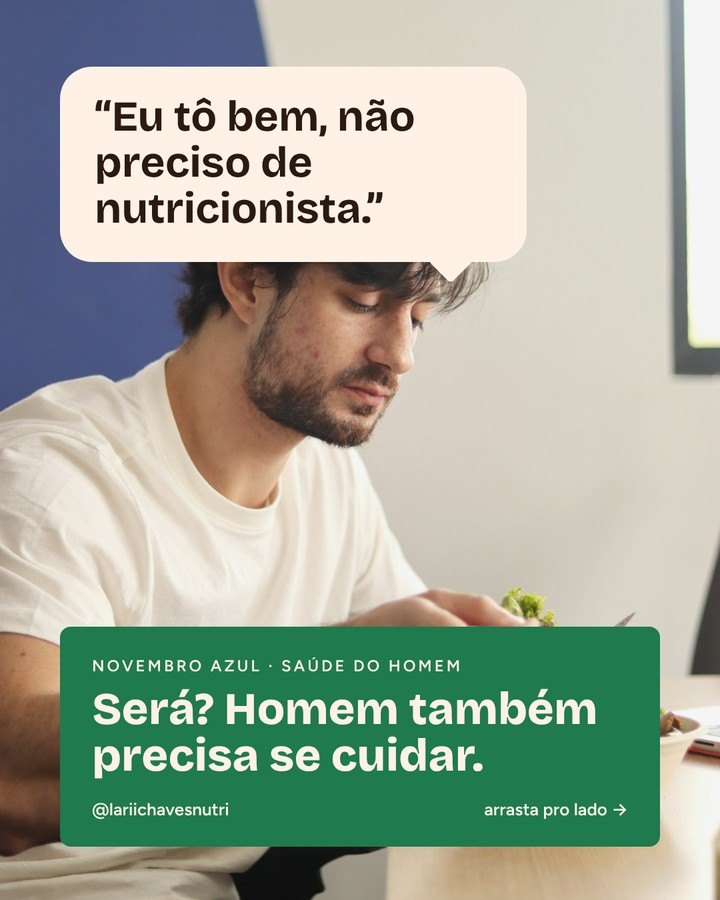 “Eu tô bem, não
preciso de
nutricionista.”
NOVEMBRO AZUL · SAÚDE DO HOMEM
Será? Homem também
precisa se cuidar.
@lariichavesnutri
arrasta pro lado →